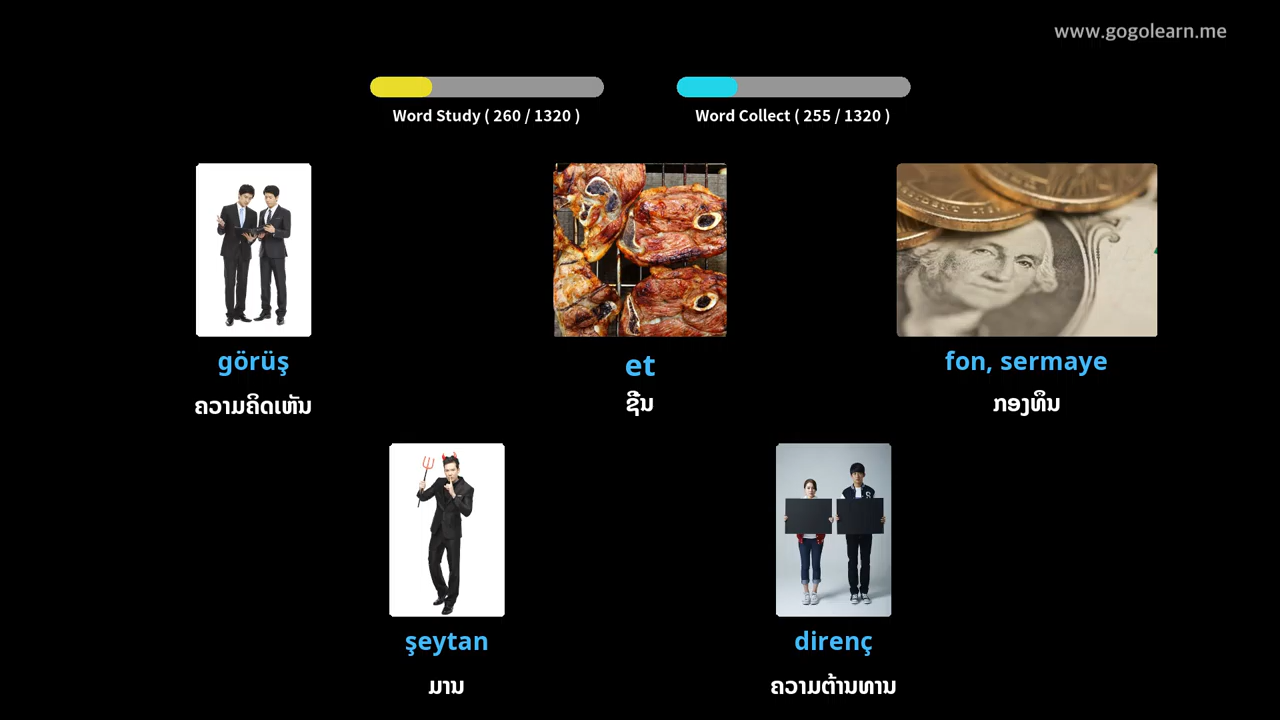 www.gogolearn.me
Word Study ( 260 / 1320 )
Word Collect ( 255 / 1320 )
görüş
et
fon, sermaye
ຄວາມຄິດເຫັນ
ຊີ້ນ
ກອງທຶນ
şeytan
direnç
ມານ
ຄວາມຕ້ານທານ